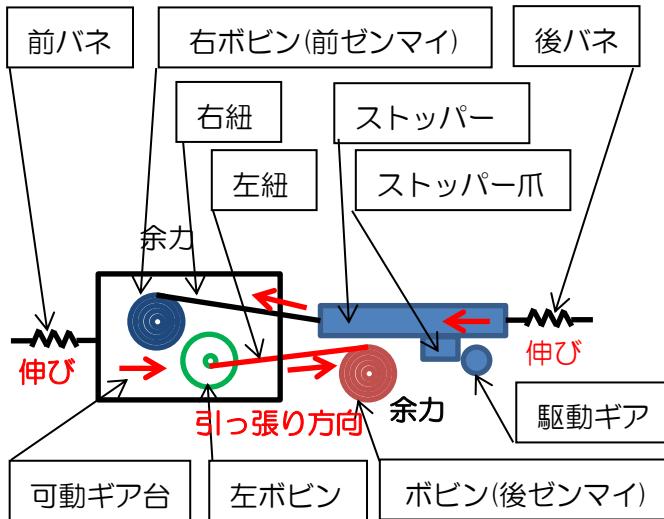 前バネ
右ボビン(前ゼンマイ)
後バネ
右紐
ストッパー
左紐
ストッパー爪
余力
伸び
伸び
引っ張り方向
余力
駆動ギア
可動ギア台
左ボビン
ボビン(後ゼンマイ)